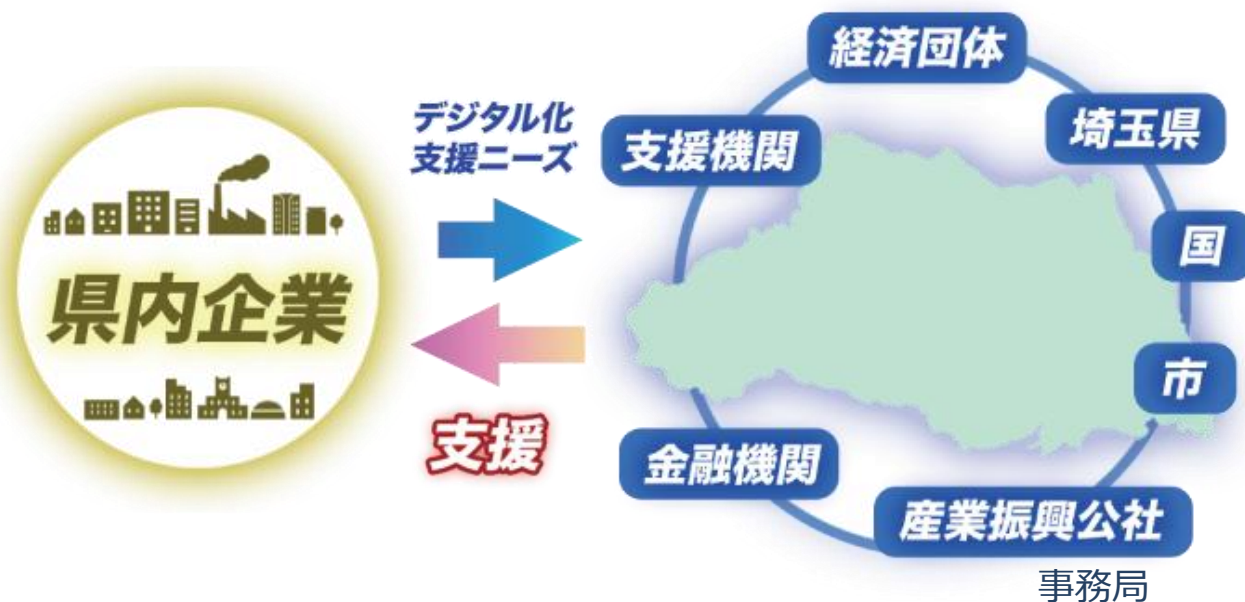 県内企業
デジタル化
支援ニーズ
支援
経済団体
支援機関
埼玉県
国
市
金融機関
産業振興公社
事務局